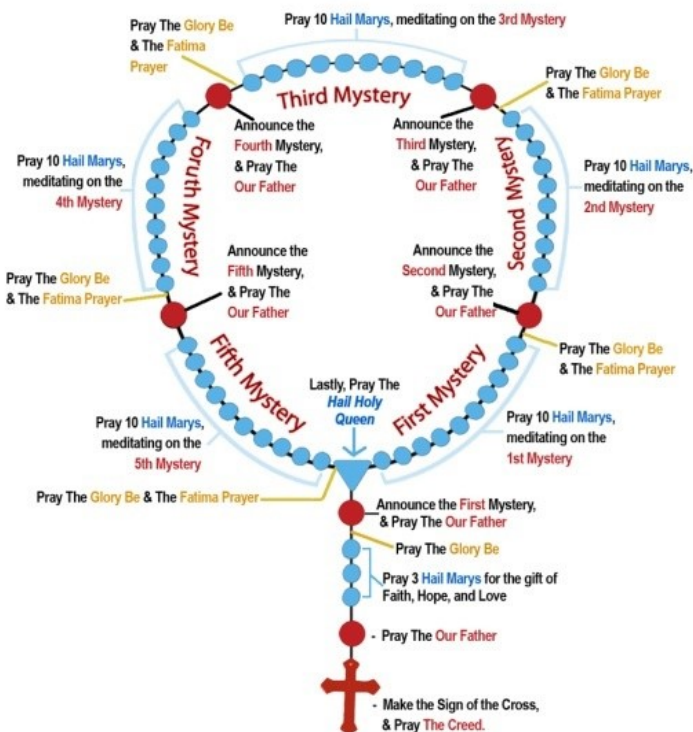 Pray 10 Hail Marys, meditating on the 3rd Mystery
Pray The Glory Be
& The Fatima
Prayer
Third Mystery
Pray The Glory Be
& The Fatima Prayer
Announce the
Fourth Mystery,
& Pray The
Our Father
Announce the
Third Mystery,
& Pray The
Our Father
Pray 10 Hail Marys,
meditating on the
4th Mystery
Foruth Mystery
Second Mystery
Pray 10 Hail Marys,
meditating on the
2nd Mystery
Announce the
Fifth Mystery,
& Pray The
Our Father
Announce the
Second Mystery,
& Pray The
Our Father
Pray The Glory Be
& The Fatima Prayer
Pray The Glory Be
& The Fatima Prayer
Fifth Mystery
First Mystery
Lastly, Pray The
Hail Holy
Queen
Pray 10 Hail Marys,
meditating on the
5th Mystery
Pray 10 Hail Marys,
meditating on the
1st Mystery
Pray The Glory Be & The Fatima Prayer
Announce the First Mystery,
& Pray The Our Father
Pray The Glory Be
Pray 3 Hail Marys for the gift of
Faith, Hope, and Love
- Pray The Our Father
- Make the Sign of the Cross,
& Pray The Creed.